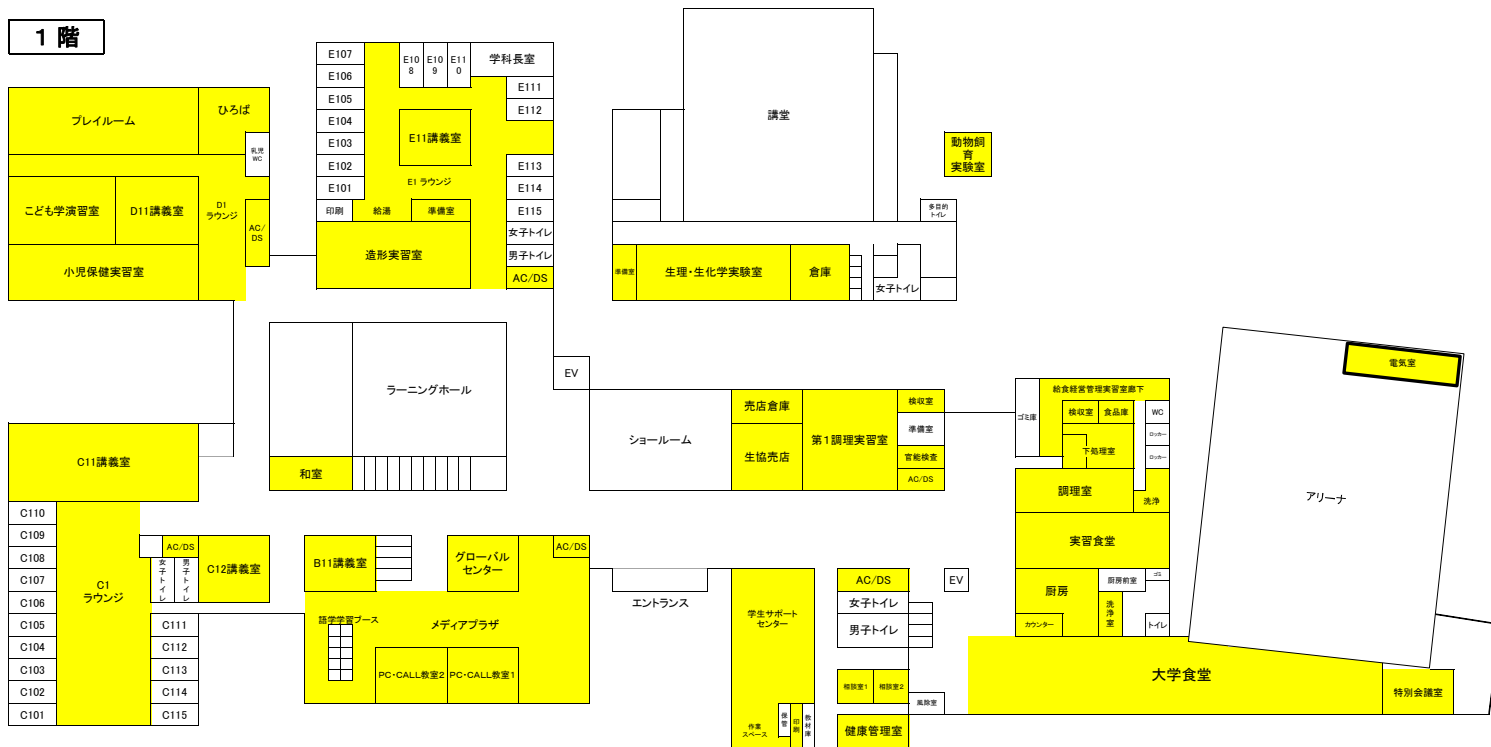 1 階
E107
E106
E105
E104
E103
E102
E101
印刷
E10
8
E10
9
E11
0
学科長室
E111
E112
E11講義室
E1 ラウンジ
給湯
準備室
造形実習室
E113
E114
E115
女子トイレ
男子トイレ
AC/DS
プレイルーム
ひろば
乳児
WC
こども学演習室
D11講義室
D1
ラウンジ
AC/
DS
小児保健実習室
講堂
動物飼
育
実験室
多目的
トイレ
準備室
生理・生化学実験室
倉庫
女子トイレ
ラーニングホール
和室
EV
ショールーム
売店倉庫
生協売店
第1調理実習室
検収室
準備室
官能検査
AC/DS
ゴミ庫
給食経営管理実習室廊下
検収室
食品庫
WC
ロッカー
ロッカー
下処理室
調理室
洗浄
実習食堂
厨房
厨房前室
ゴミ
洗
浄
室
カウンター
トイレ
電気室
アリーナ
C11講義室
C110
C109
C108
C107
C106
C105
C104
C103
C102
C101
C1
ラウンジ
AC/DS
女
子
ト
イ
レ
男
子
ト
イ
レ
C12講義室
C111
C112
C113
C114
C115
B11講義室
グローバル
センター
AC/DS
語学学習ブース
メディアプラザ
PC・CALL教室2
PC・CALL教室1
エントランス
学生サポート
センター
作業
スペース
保
管
印
刷
教
材
庫
AC/DS
女子トイレ
男子トイレ
EV
相談室1
相談室2
風除室
健康管理室
大学食堂
特別会議室